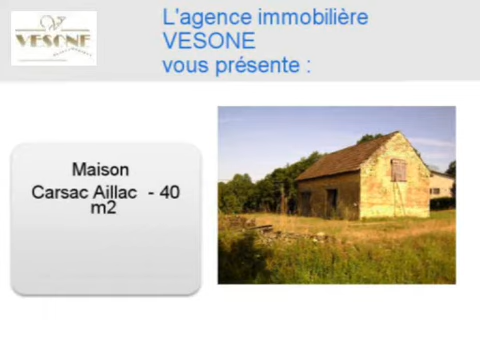 VESONE
L'agence immobilière
VESONE
vous présente :
Maison
Carsac Aillac - 40
m2